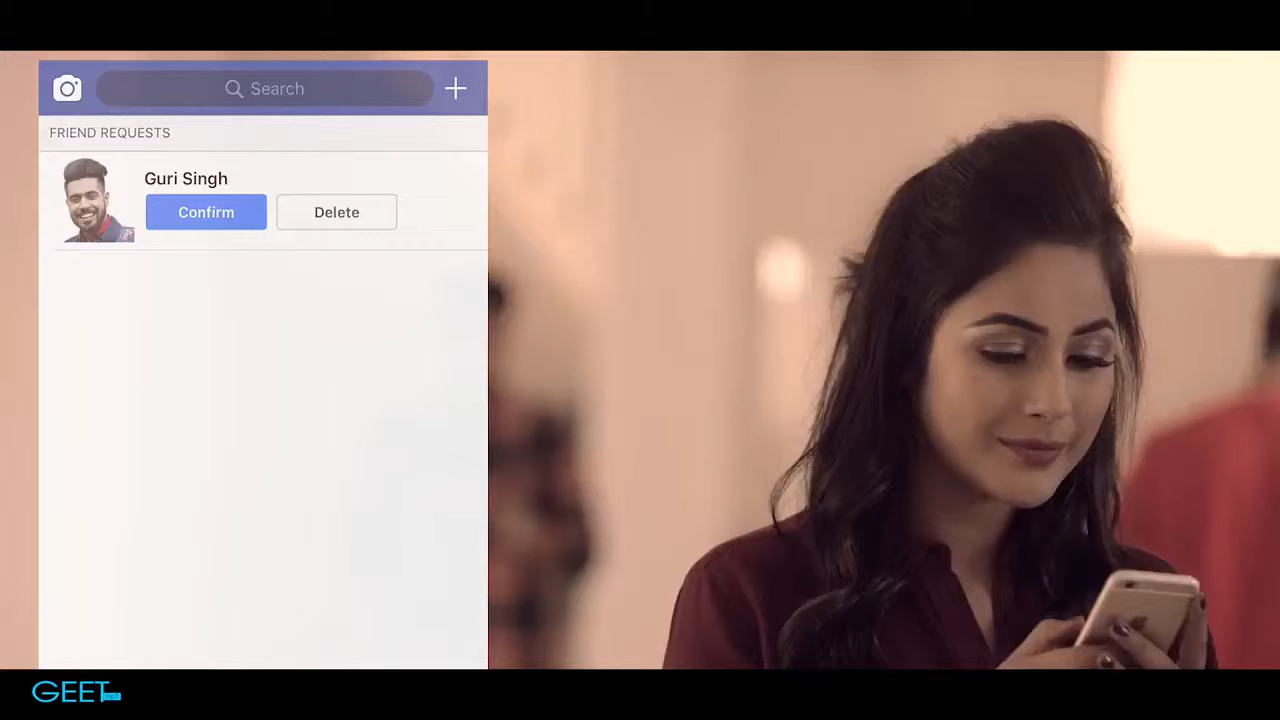 Search
FRIEND REQUESTS
Guri Singh
Confirm
Delete
GEET